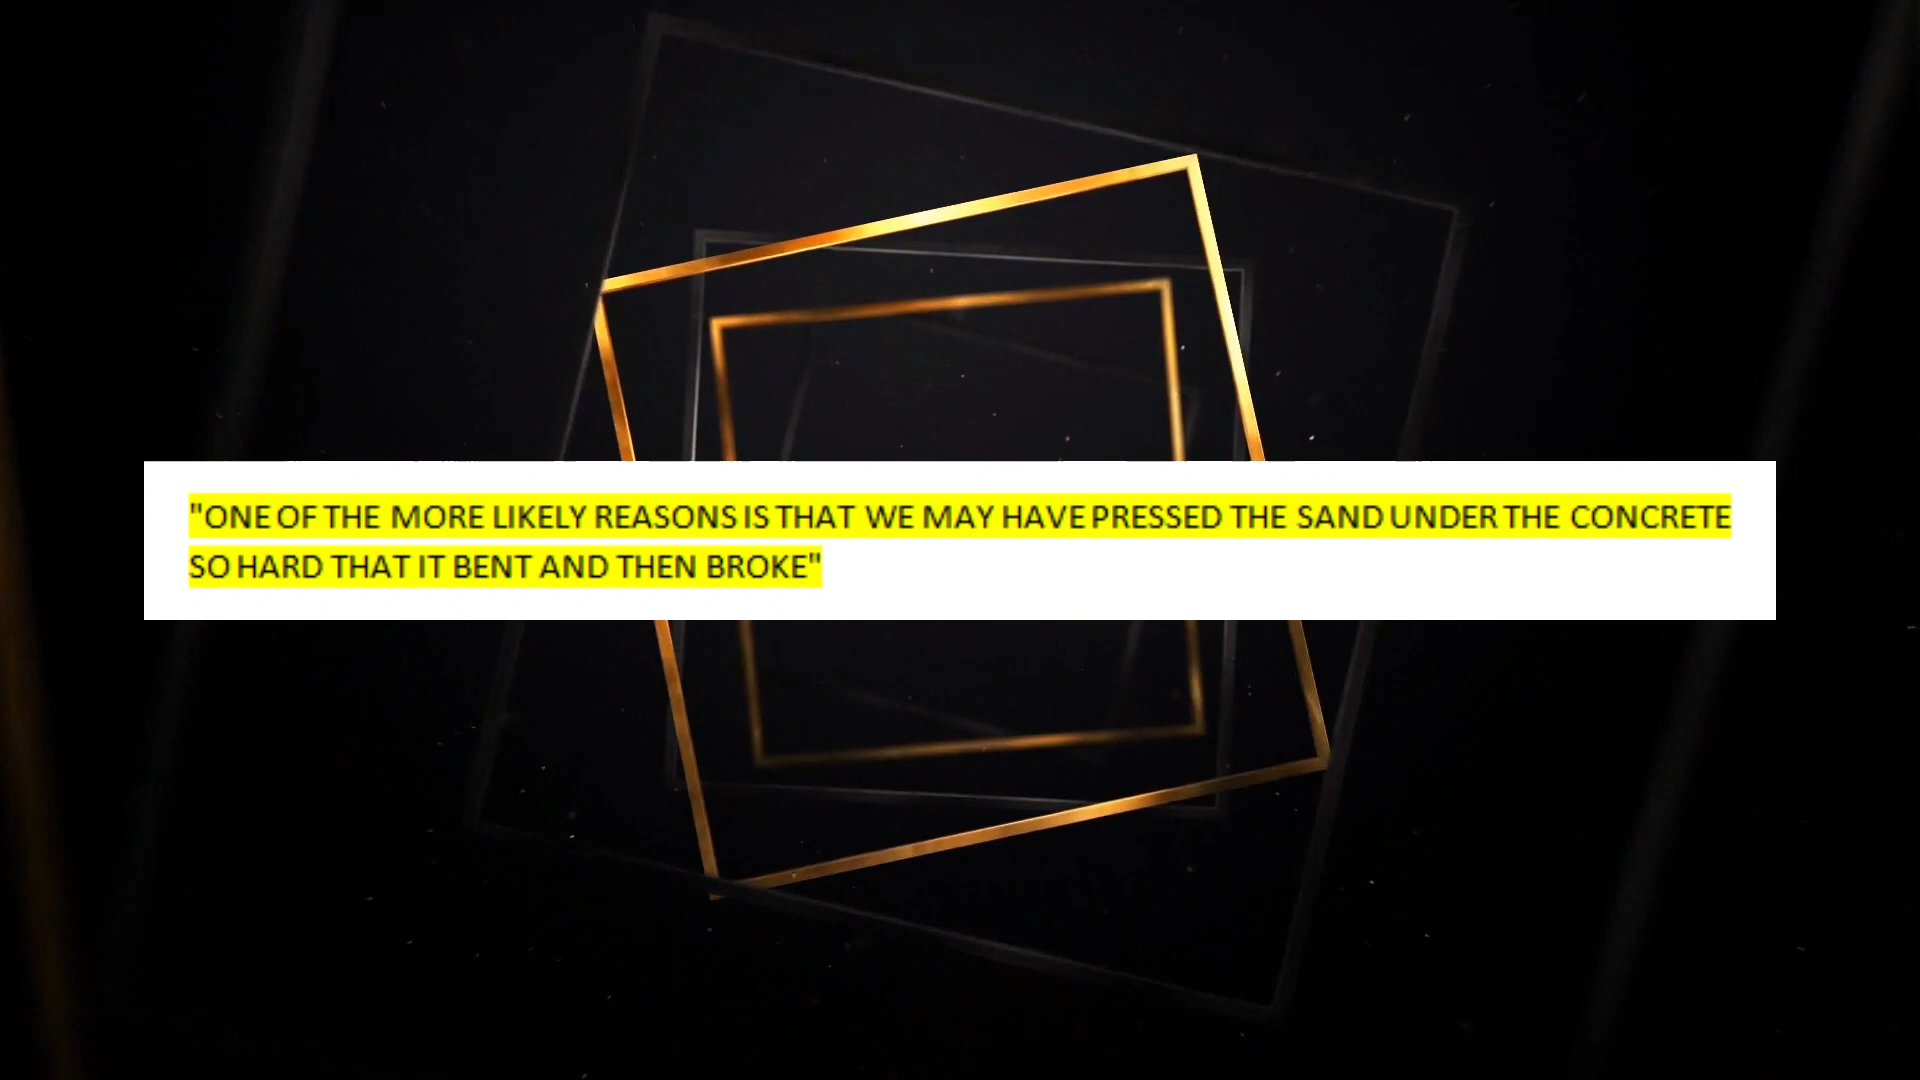 "ONE OF THE MORE LIKELY REASONS IS THAT WE MAY HAVE PRESSED THE SAND UNDER THE CONCRETE
SO HARD THAT IT BENT AND THEN BROKE"